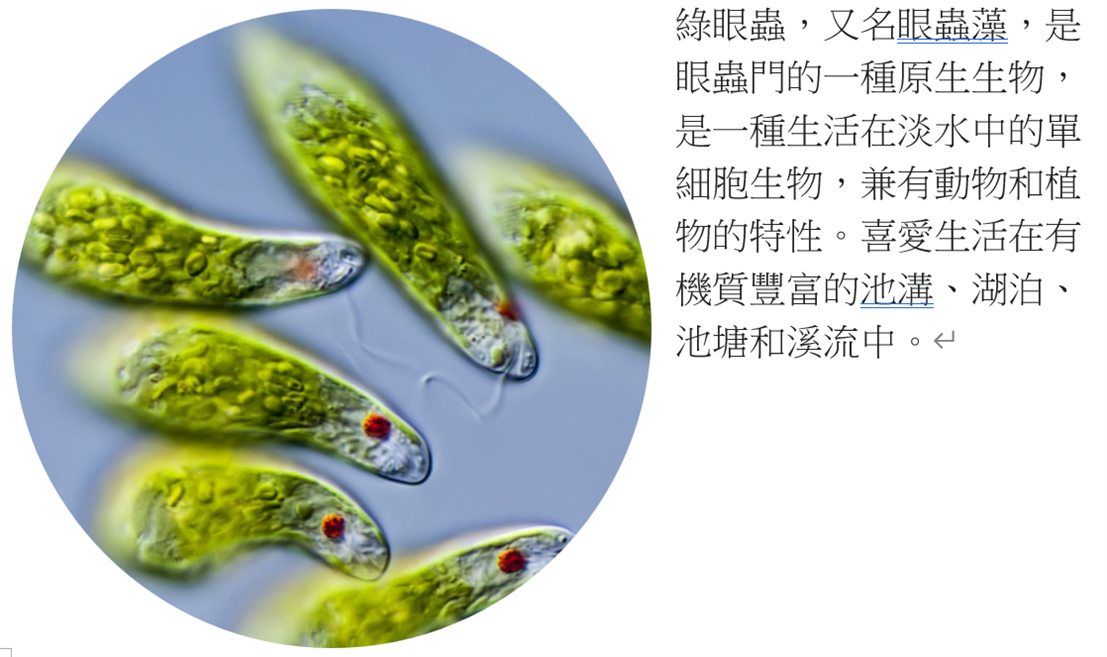 綠眼蟲，又名眼蟲藻，是
眼蟲門的一種原生生物，
是一種生活在淡水中的單
細胞生物，兼有動物和植
物的特性。喜愛生活在有
機質豐富的池溝、湖泊、
池塘和溪流中。↵